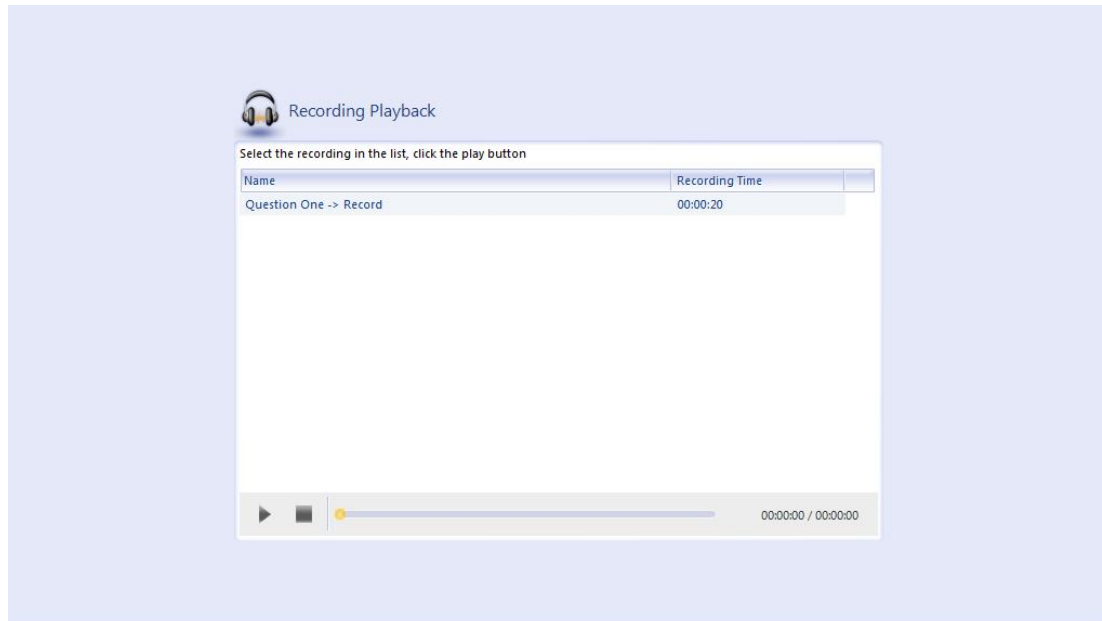 Recording Playback
Select the recording in the list, click the play button
Name Recording Time
Question One -> Record 00:00:20
00:00:00 / 00:00:00